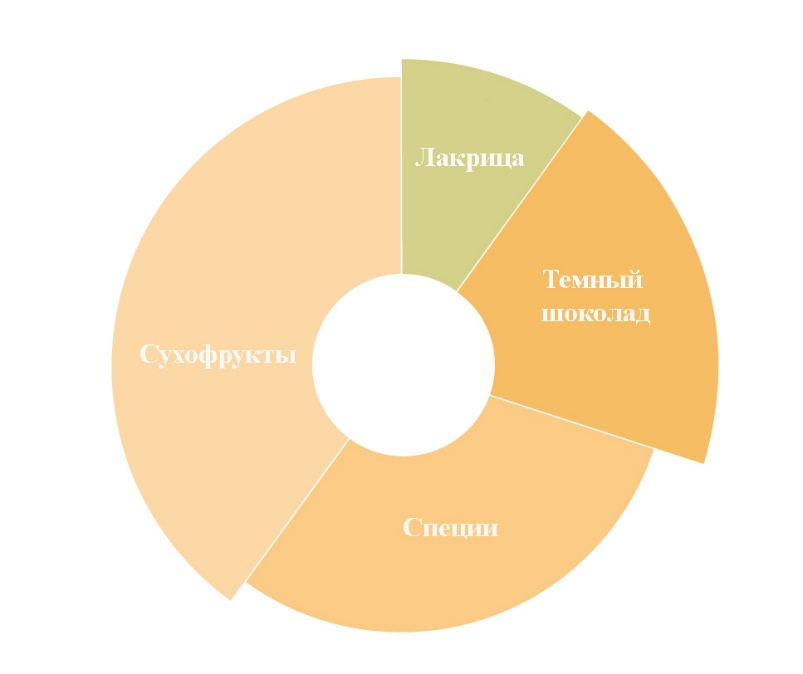 Лакрица
Темный
шоколад
Сухофрукты
Специи